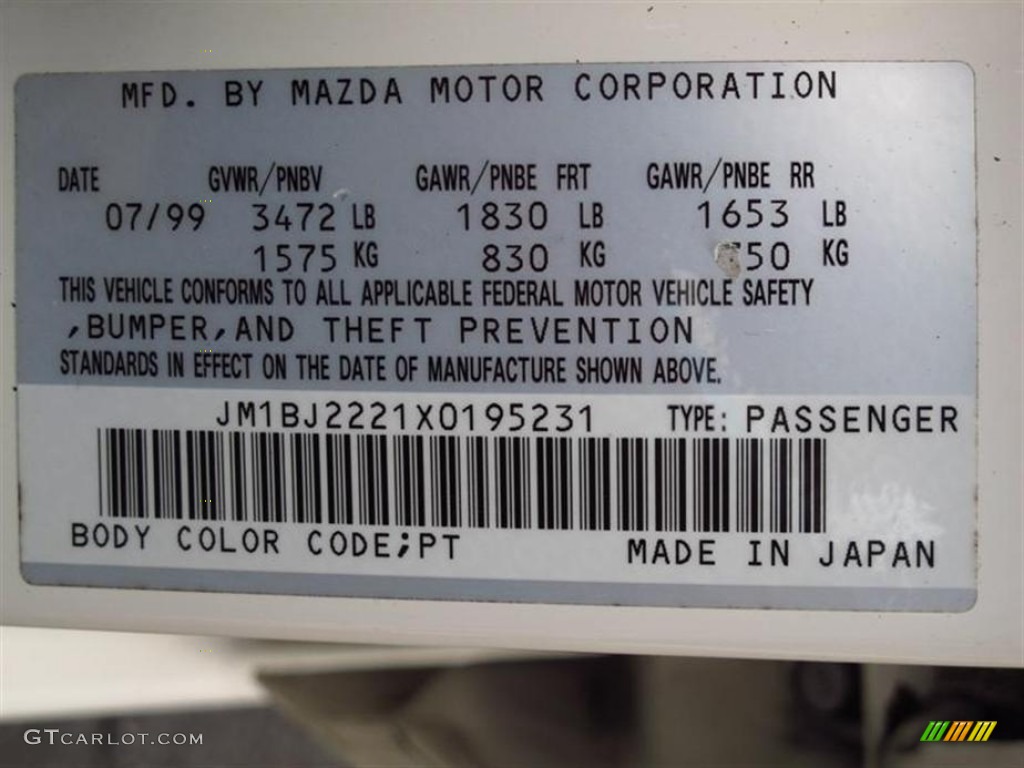 MFD. BY MAZDA MOTOR CORPORATION
DATE GVWR/PNBV GAWR/PNBE FRT GAWR/PNBE RR
07/99 3472 LB 1830 LB 1653 LB
1575 KG 830 KG 50 KG
THIS VEHICLE CONFORMS TO ALL APPLICABLE FEDERAL MOTOR VEHICLE SAFETY
,BUMPER,AND THEFT PREVENTION
STANDARDS IN EFFECT ON THE DATE OF MANUFACTURE SHOWN ABOVE.
JM1BJ2221X0195231 TYPE: PASSENGER
BODY COLOR CODE;PT MADE IN JAPAN
GTCARLOT.COM